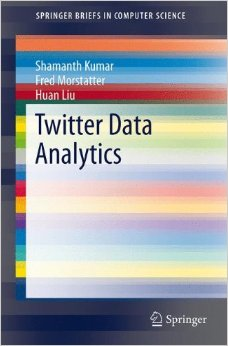 SPRINGER BRIEFS IN COMPUTER SCIENCE
Shamanth Kumar
Fred Morstatter
Huan Liu
Twitter Data
Analytics
Springer